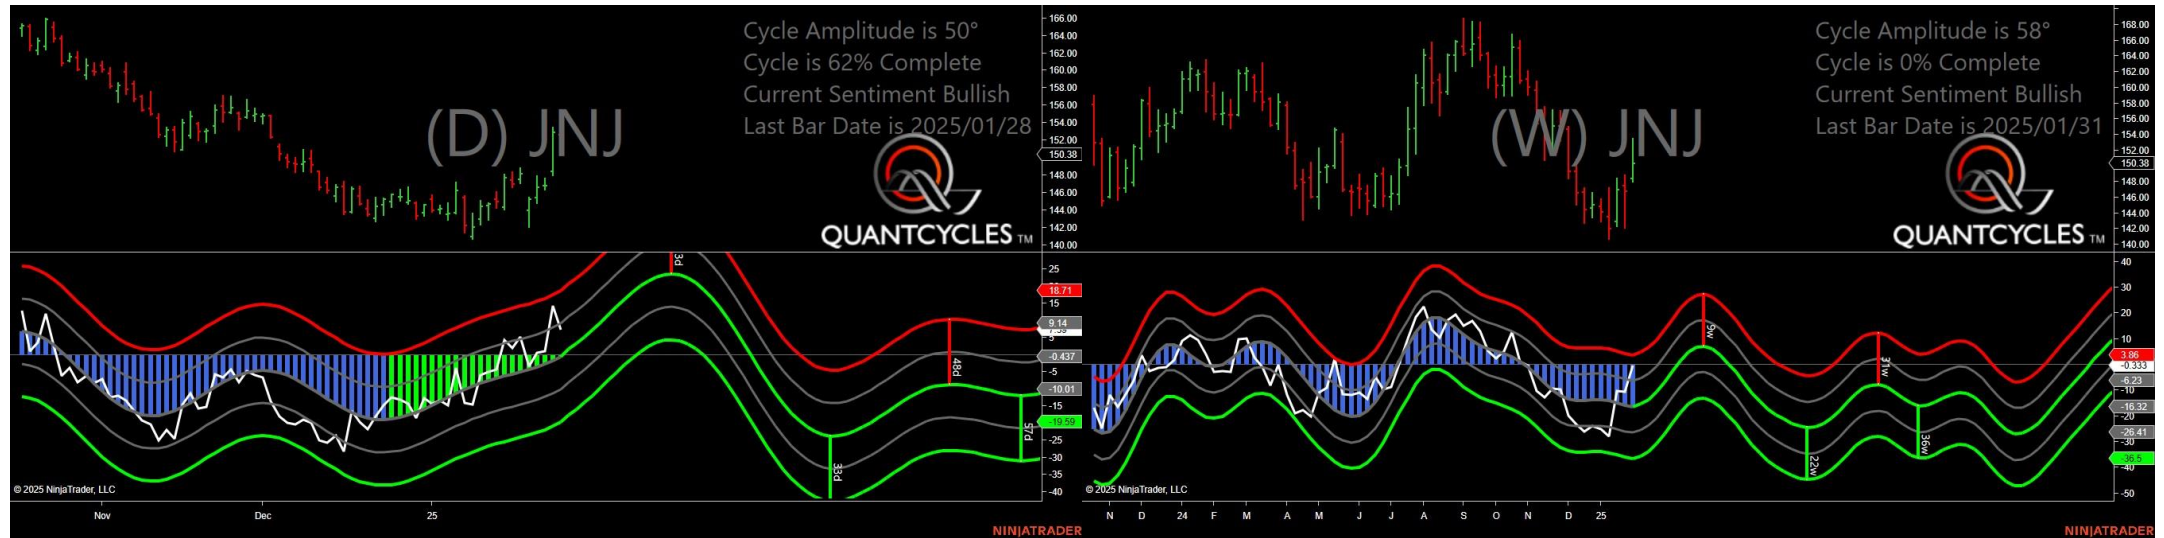 Cycle Amplitude is 50°
Cycle is 62% Complete
Current Sentiment Bullish
Last Bar Date is 2025/01/28
(D) JNJ
QUANTCYCLES TM
166.00
164.00
162.00
160.00
158.00
156.00
154.00
152.00
150.38
148.00
146.00
144.00
142.00
140.00
3d
33d
48d
57d
25
18.71
15
9.14
5
-0.437
-5
-10.01
-15
-19.59
-25
-30
-35
-40
© 2025 NinjaTrader, LLC
Nov
Dec
25
NINJATRADER
Cycle Amplitude is 58°
Cycle is 0% Complete
Current Sentiment Bullish
Last Bar Date is 2025/01/31
(W) JNJ
QUANTCYCLES TM
168.00
166.00
164.00
162.00
160.00
158.00
156.00
154.00
152.00
150.38
148.00
146.00
144.00
142.00
140.00
9w
22w
31w
36w
40
30
20
10
3.86
-0.333
-6.23
-10
-16.32
-20
-26.41
-30
-36.5
-40
-50
© 2025 NinjaTrader, LLC
N D 24 F M A M J J A S O N D 25
NINJATRADER